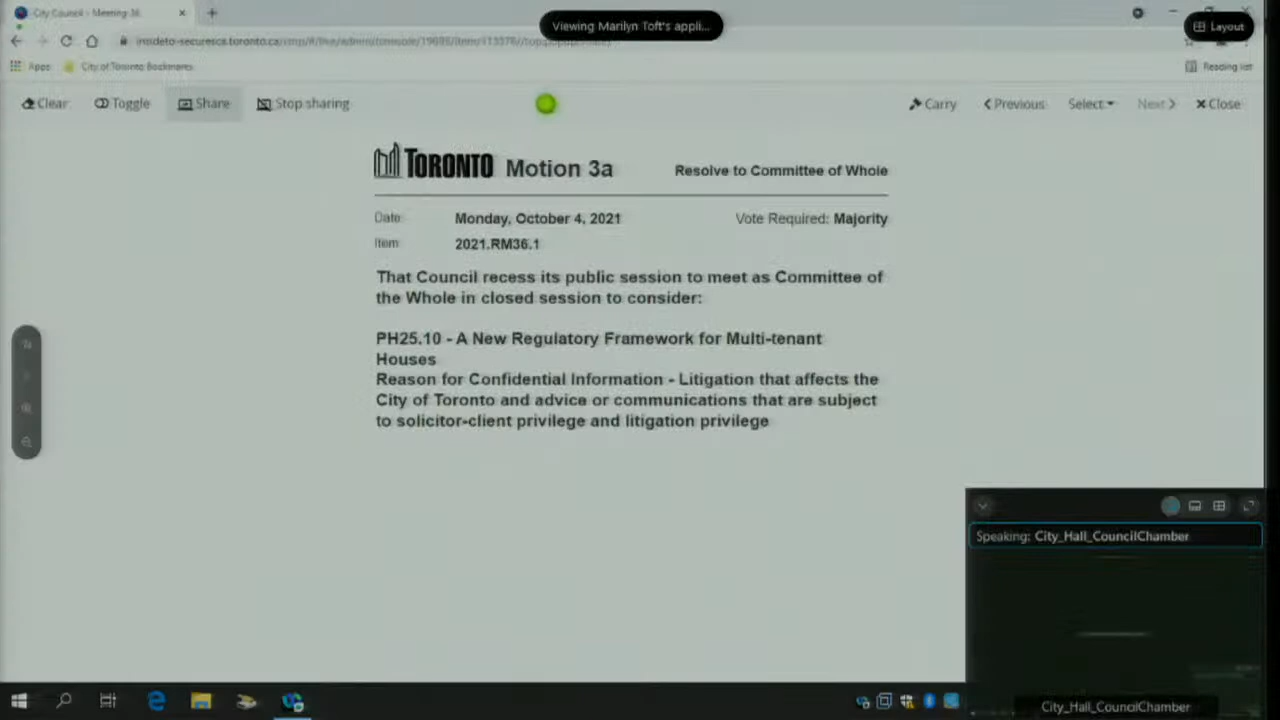 City Council - Meeting 36
Viewing Marilyn Toft's appli...
Layout
Apps
City of Toronto Bookmarks
Reading list
Clear
Toggle
Share
Stop sharing
Carry
Previous
Select
Next
Close
TORONTO Motion 3a
Resolve to Committee of Whole
Date:
Monday, October 4, 2021
Vote Required: Majority
Item:
2021.RM36.1
That Council recess its public session to meet as Committee of
the Whole in closed session to consider:
PH25.10 - A New Regulatory Framework for Multi-tenant
Houses
Reason for Confidential Information - Litigation that affects the
City of Toronto and advice or communications that are subject
to solicitor-client privilege and litigation privilege
Speaking: City_Hall_CouncilChamber
City_Hall_CouncilChamber